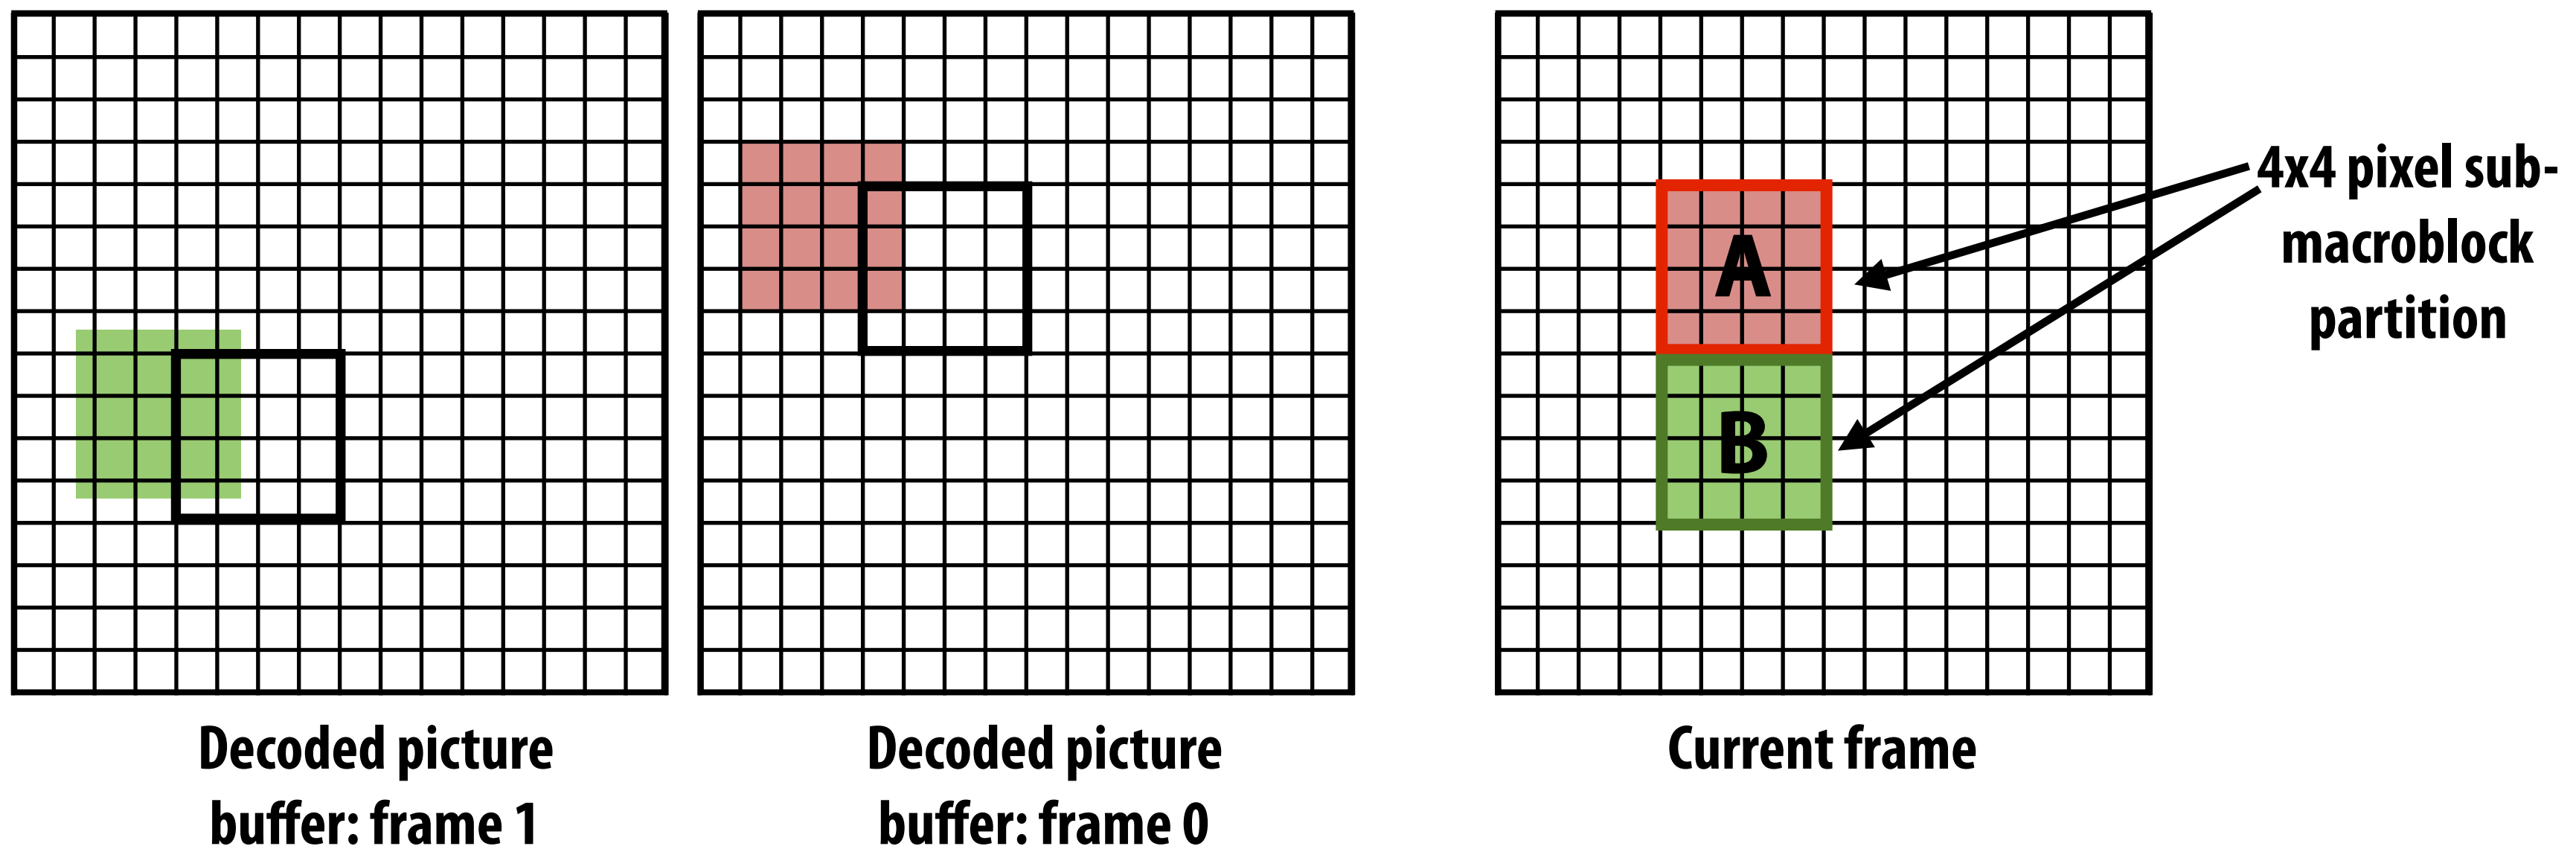 A
B
4x4 pixel sub-
macroblock
partition
Decoded picture
buffer: frame 1
Decoded picture
buffer: frame 0
Current frame